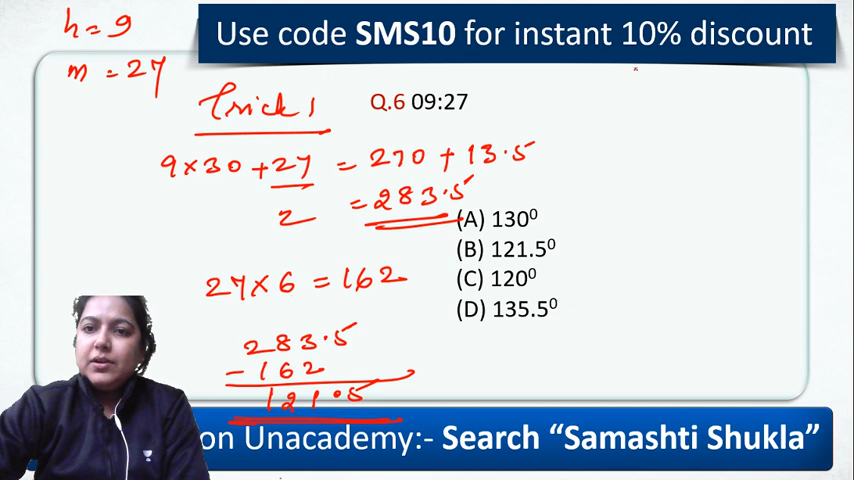 h = 9
m = 27
Use code SMS10 for instant 10% discount
Trick 1
Q.6 09:27
9 × 30 + 27/2 = 270 + 13.5
= 283.5
(A) 130⁰
(B) 121.5⁰
(C) 120⁰
(D) 135.5⁰
27 × 6 = 162
283.5
- 162
121.5
on Unacademy:- Search “Samashti Shukla”